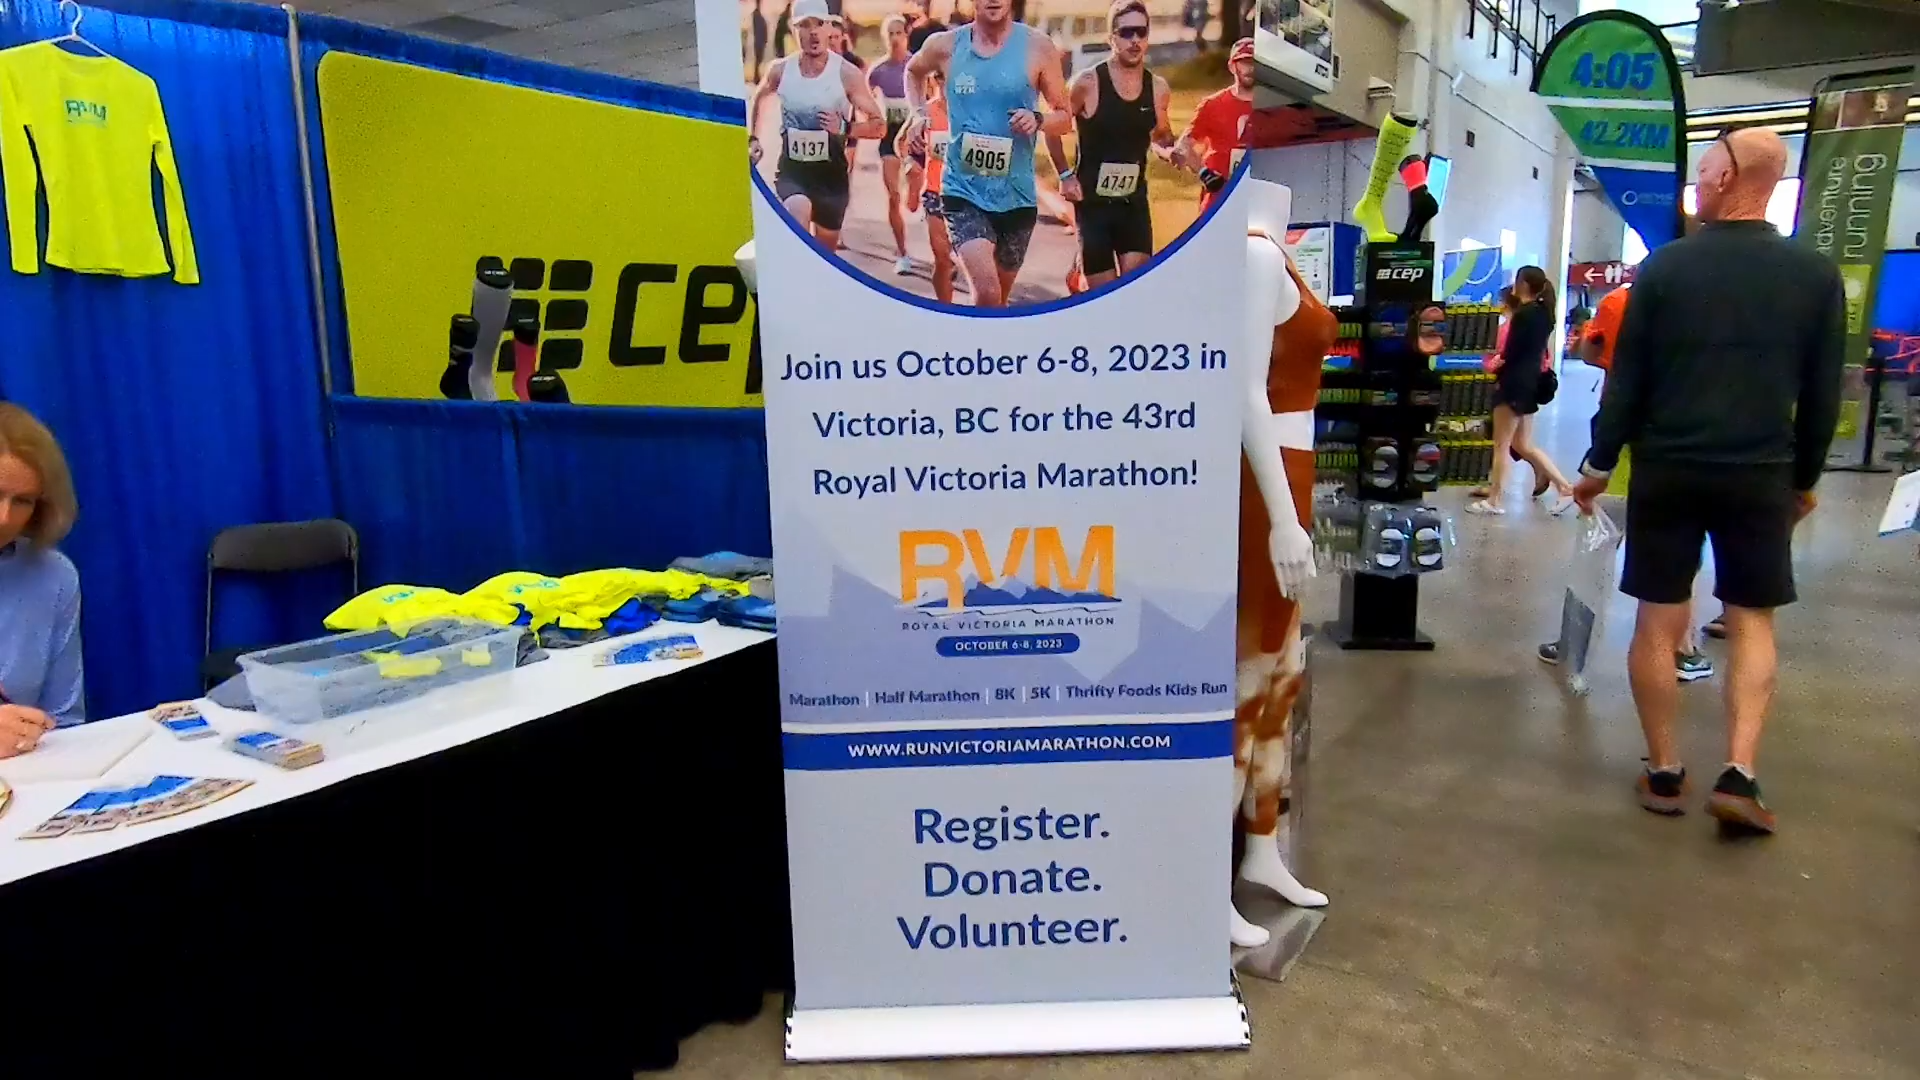 RVM
cep
4137
4905
4747
Join us October 6-8, 2023 in
Victoria, BC for the 43rd
Royal Victoria Marathon!
RVM
ROYAL VICTORIA MARATHON
OCTOBER 6-8, 2023
Marathon | Half Marathon | 8K | 5K | Thrifty Foods Kids Run
WWW.RUNVICTORIAMARATHON.COM
Register.
Donate.
Volunteer.
4:05
42.2KM
cep
adventure
running